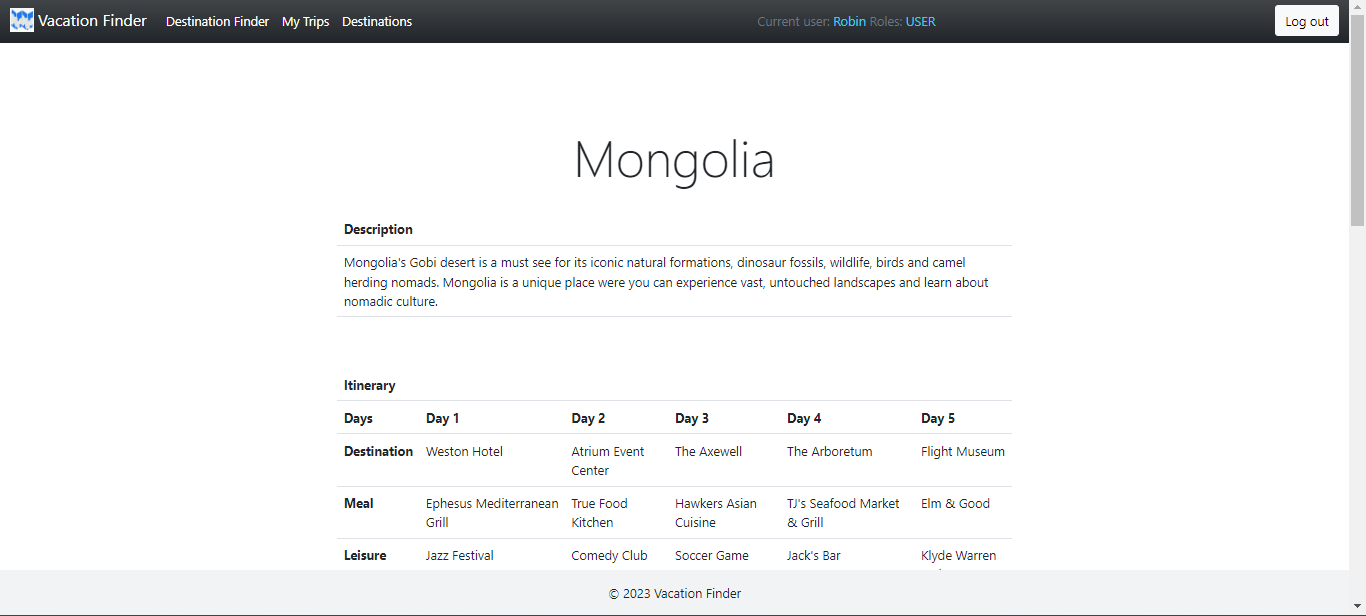 Vacation Finder Destination Finder My Trips Destinations Current user: Robin Roles: USER Log out
Mongolia
Description
Mongolia's Gobi desert is a must see for its iconic natural formations, dinosaur fossils, wildlife, birds and camel
herding nomads. Mongolia is a unique place were you can experience vast, untouched landscapes and learn about
nomadic culture.
Itinerary
Days Day 1 Day 2 Day 3 Day 4 Day 5
Destination Weston Hotel Atrium Event The Axewell The Arboretum Flight Museum
Center
Meal Ephesus Mediterranean True Food Hawkers Asian TJ's Seafood Market Elm & Good
Grill Kitchen Cuisine & Grill
Leisure Jazz Festival Comedy Club Soccer Game Jack's Bar Klyde Warren
© 2023 Vacation Finder